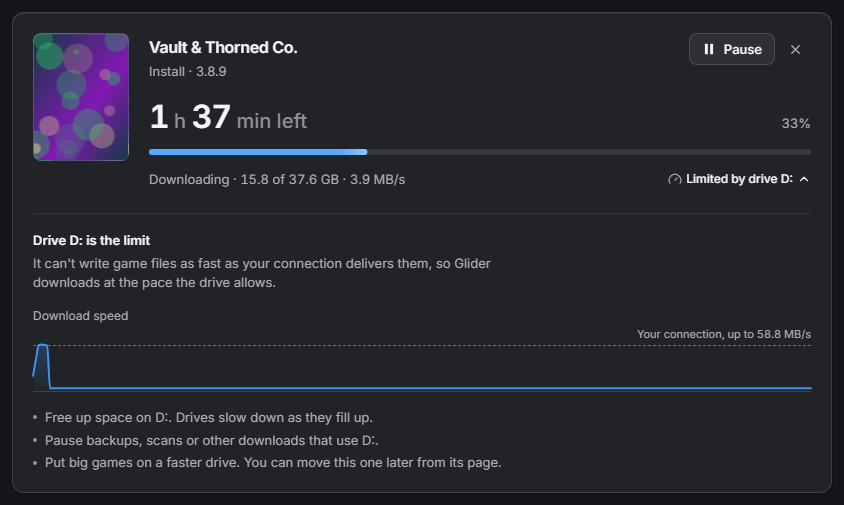 Vault & Thorned Co.
Install · 3.8.9
Pause
1 h 37 min left
33%
Downloading · 15.8 of 37.6 GB · 3.9 MB/s
Limited by drive D:
Drive D: is the limit
It can't write game files as fast as your connection delivers them, so Glider
downloads at the pace the drive allows.
Download speed
Your connection, up to 58.8 MB/s
• Free up space on D:. Drives slow down as they fill up.
• Pause backups, scans or other downloads that use D:.
• Put big games on a faster drive. You can move this one later from its page.